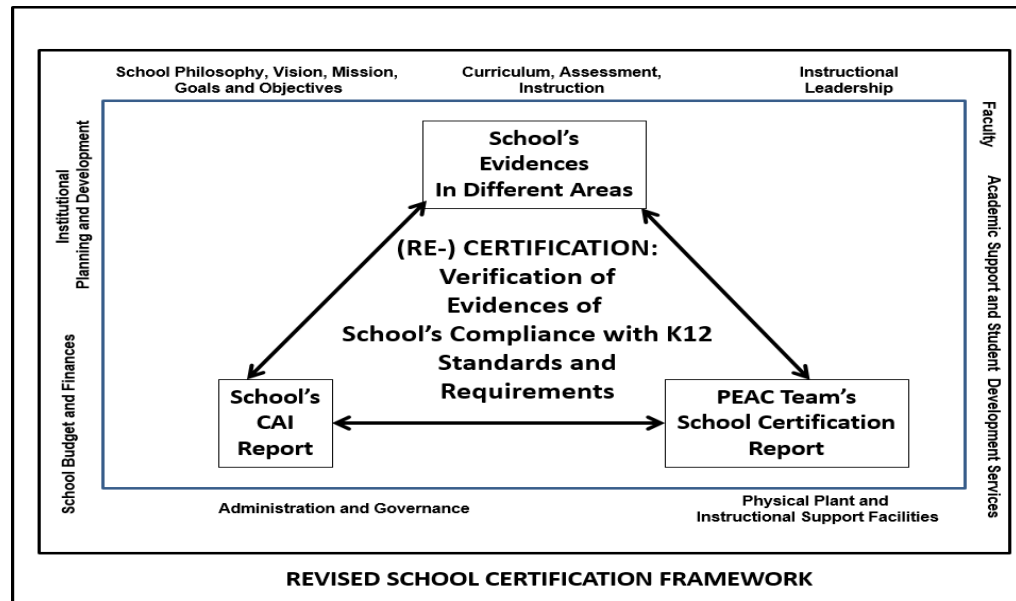 School Philosophy, Vision, Mission,
Goals and Objectives
Curriculum, Assessment,
Instruction
Instructional
Leadership
Institutional
Planning and Development
School Budget and Finances
School's
Evidences
In Different Areas
(RE-) CERTIFICATION:
Verification of
Evidences of
School's Compliance with K12
Standards and
Requirements
School's
CAI
Report
PEAC Team's
School Certification
Report
Faculty
Academic Support and Student Development Services
Administration and Governance
Physical Plant and
Instructional Support Facilities
REVISED SCHOOL CERTIFICATION FRAMEWORK